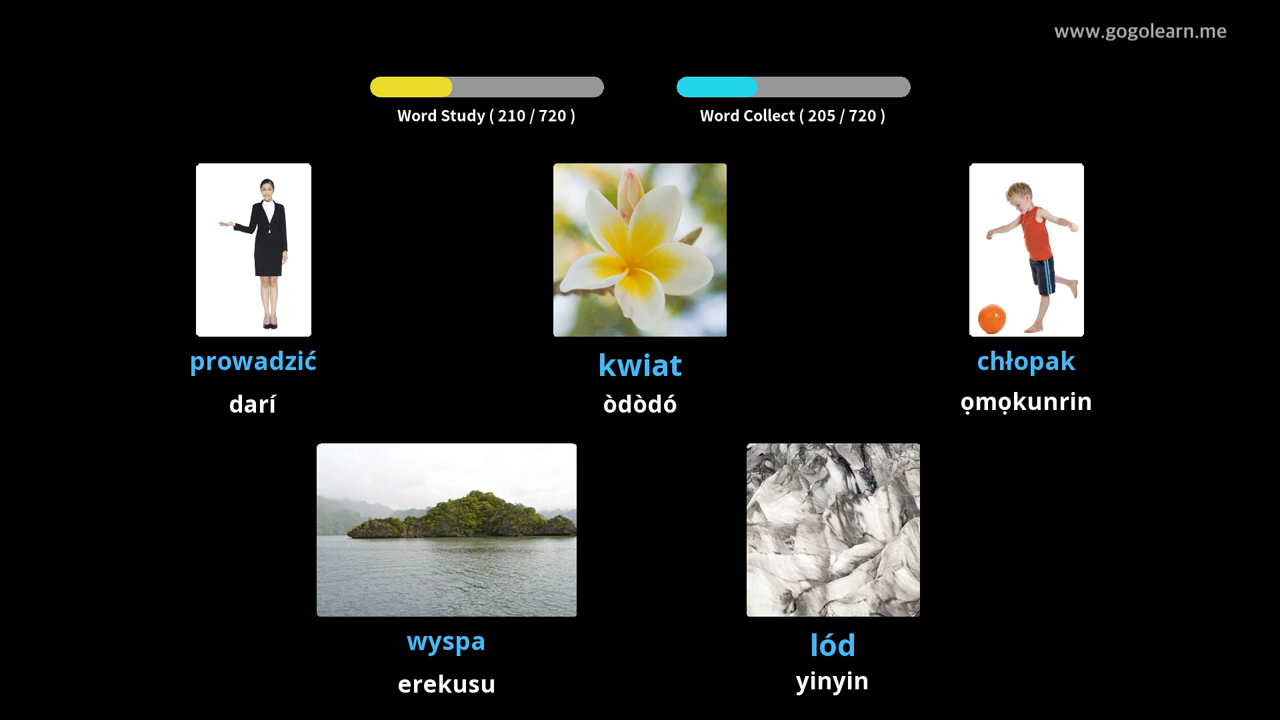 www.gogolearn.me
Word Study ( 210 / 720 )
Word Collect ( 205 / 720 )
prowadzić
darí
kwiat
òdòdó
chłopak
ọmọkunrin
wyspa
erekusu
lód
yinyin